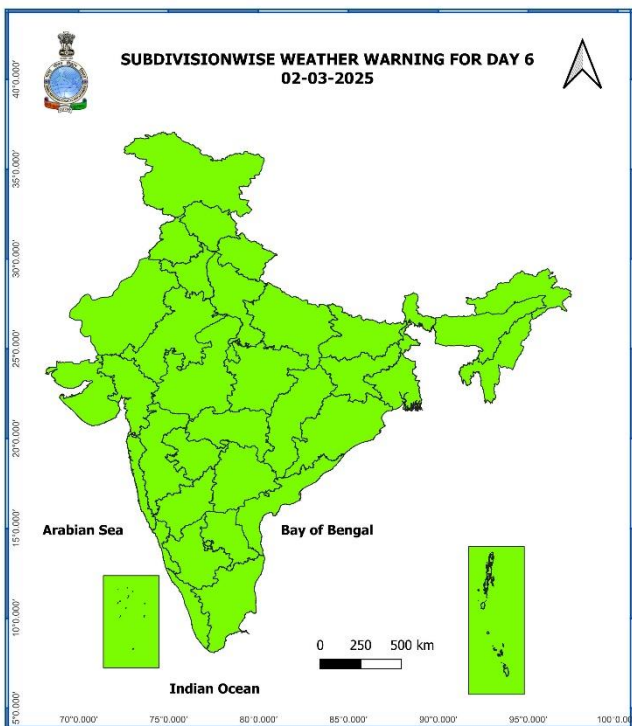 SUBDIVISIONWISE WEATHER WARNING FOR DAY 6
02-03-2025
40°0.000'
35°0.000'
30°0.000'
25°0.000'
20°0.000'
15°0.000'
10°0.000'
5°0.000'
Arabian Sea
Bay of Bengal
0 250 500 km
Indian Ocean
70°0.000' 75°0.000' 80°0.000' 85°0.000' 90°0.000' 95°0.000' 100°0.0